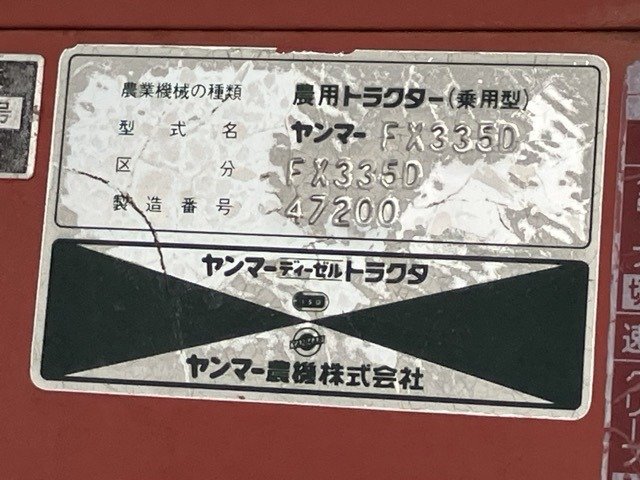 号
農業機械の種類 農用トラクター(乗用型)
型式名 ヤンマー FX335D
区分 FX335D
製造番号 47200
ヤンマーディーゼルトラクタ
ヤンマー農機株式会社
速